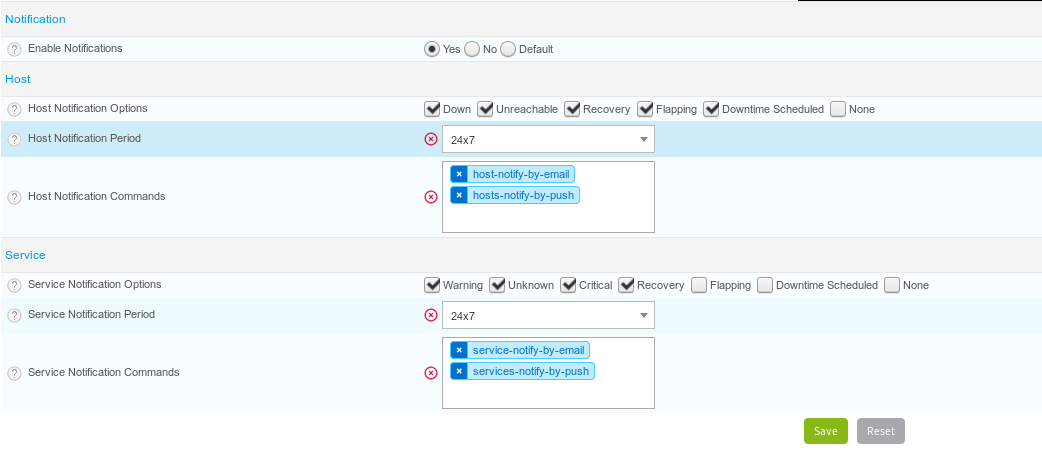 Notification
? Enable Notifications Yes No Default
Host
? Host Notification Options Down Unreachable Recovery Flapping Downtime Scheduled None
? Host Notification Period 24x7
host-notify-by-email
? Host Notification Commands hosts-notify-by-push
Service
? Service Notification Options Warning Unknown Critical Recovery Flapping Downtime Scheduled None
? Service Notification Period 24x7
service-notify-by-email
? Service Notification Commands services-notify-by-push
Save Reset